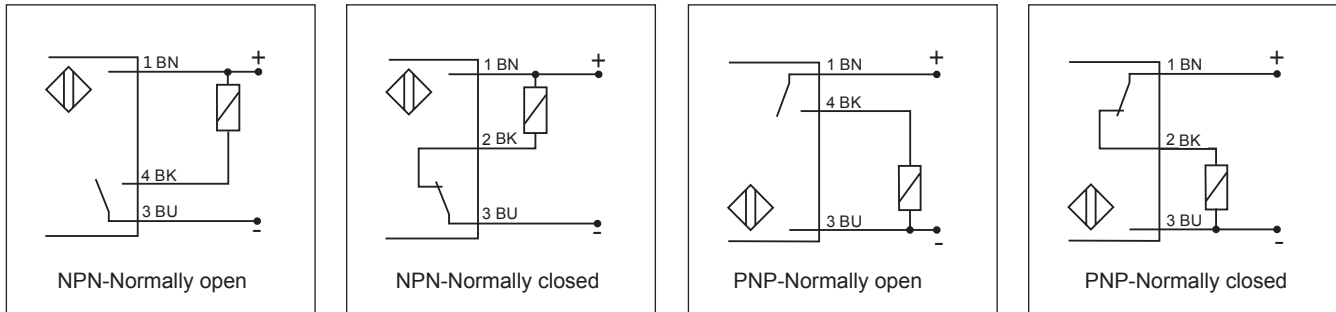 1 BN
+
4 BK
3 BU
-
NPN-Normally open
1 BN
+
2 BK
3 BU
-
NPN-Normally closed
1 BN
+
4 BK
3 BU
-
PNP-Normally open
1 BN
+
2 BK
3 BU
-
PNP-Normally closed